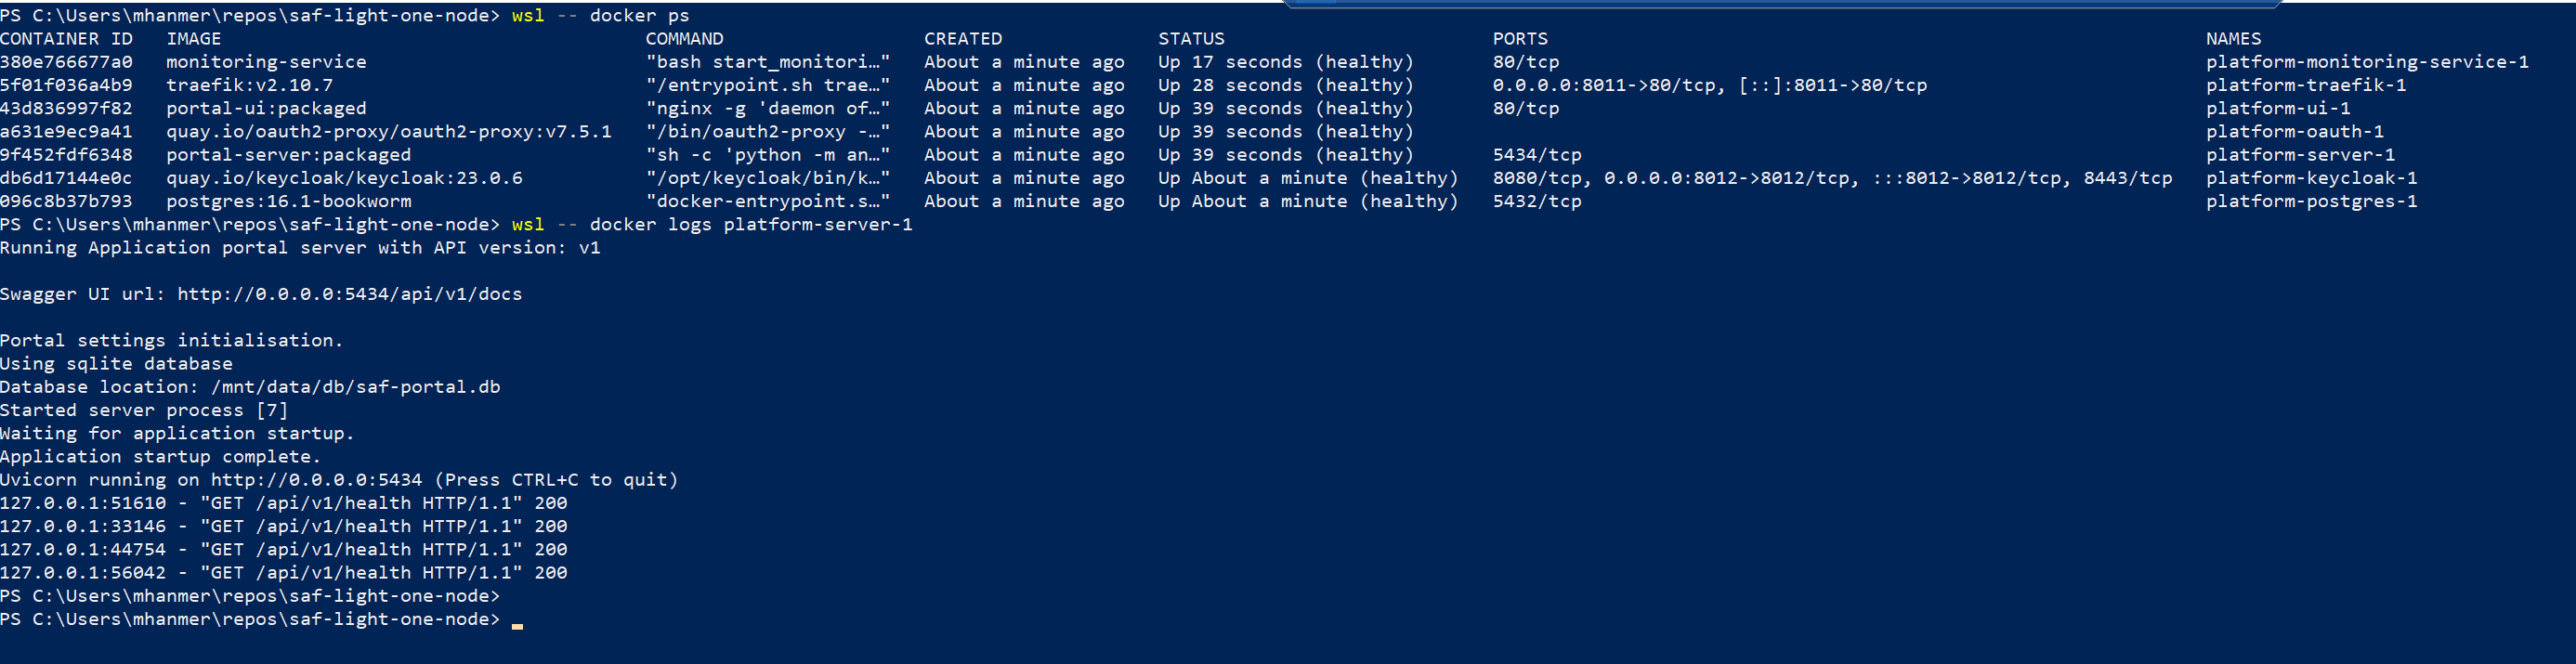 PS C:\Users\mhanmer\repos\saf-light-one-node> wsl -- docker ps
CONTAINER ID   IMAGE                                      COMMAND                  CREATED              STATUS                        PORTS                                                         NAMES
380e766677a0   monitoring-service                         "bash start_monitori…"   About a minute ago   Up 17 seconds (healthy)       80/tcp                                                        platform-monitoring-service-1
5f01f036a4b9   traefik:v2.10.7                            "/entrypoint.sh trae…"   About a minute ago   Up 28 seconds (healthy)       0.0.0.0:8011->80/tcp, [::]:8011->80/tcp                         platform-traefik-1
43d836997f82   portal-ui:packaged                         "nginx -g 'daemon of…"   About a minute ago   Up 39 seconds (healthy)       80/tcp                                                        platform-ui-1
a631e9ec9a41   quay.io/oauth2-proxy/oauth2-proxy:v7.5.1   "/bin/oauth2-proxy -…"   About a minute ago   Up 39 seconds (healthy)                                                                     platform-oauth-1
9f452fdf6348   portal-server:packaged                     "sh -c 'python -m an…"   About a minute ago   Up 39 seconds (healthy)       5434/tcp                                                      platform-server-1
db6d17144e0c   quay.io/keycloak/keycloak:23.0.6           "/opt/keycloak/bin/k…"   About a minute ago   Up About a minute (healthy)   8080/tcp, 0.0.0.0:8012->8012/tcp, :::8012->8012/tcp, 8443/tcp   platform-keycloak-1
096c8b37b793   postgres:16.1-bookworm                     "docker-entrypoint.s…"   About a minute ago   Up About a minute (healthy)   5432/tcp                                                      platform-postgres-1
PS C:\Users\mhanmer\repos\saf-light-one-node> wsl -- docker logs platform-server-1
Running Application portal server with API version: v1
Swagger UI url: http://0.0.0.0:5434/api/v1/docs
Portal settings initialisation.
Using sqlite database
Database location: /mnt/data/db/saf-portal.db
Started server process [7]
Waiting for application startup.
Application startup complete.
Uvicorn running on http://0.0.0.0:5434 (Press CTRL+C to quit)
127.0.0.1:51610 - "GET /api/v1/health HTTP/1.1" 200
127.0.0.1:33146 - "GET /api/v1/health HTTP/1.1" 200
127.0.0.1:44754 - "GET /api/v1/health HTTP/1.1" 200
127.0.0.1:56042 - "GET /api/v1/health HTTP/1.1" 200
PS C:\Users\mhanmer\repos\saf-light-one-node>
PS C:\Users\mhanmer\repos\saf-light-one-node>